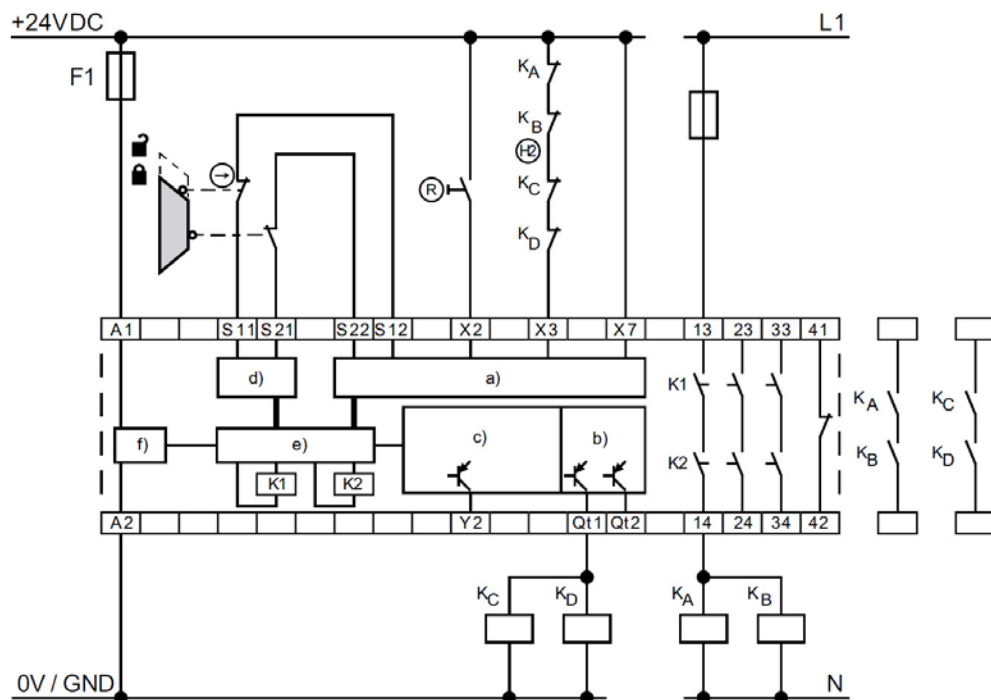 +24VDC L1
F1
KA
KB
H2
R
KC
KD
A1 S11 S21 S22 S12 X2 X3 X7 13 23 33 41
d) a)
K1
KA KC
f) e) c) b)
KB KD
K1 K2 K2
A2 Y2 Qt1 Qt2 14 24 34 42
KC KD KA KB
0V / GND N